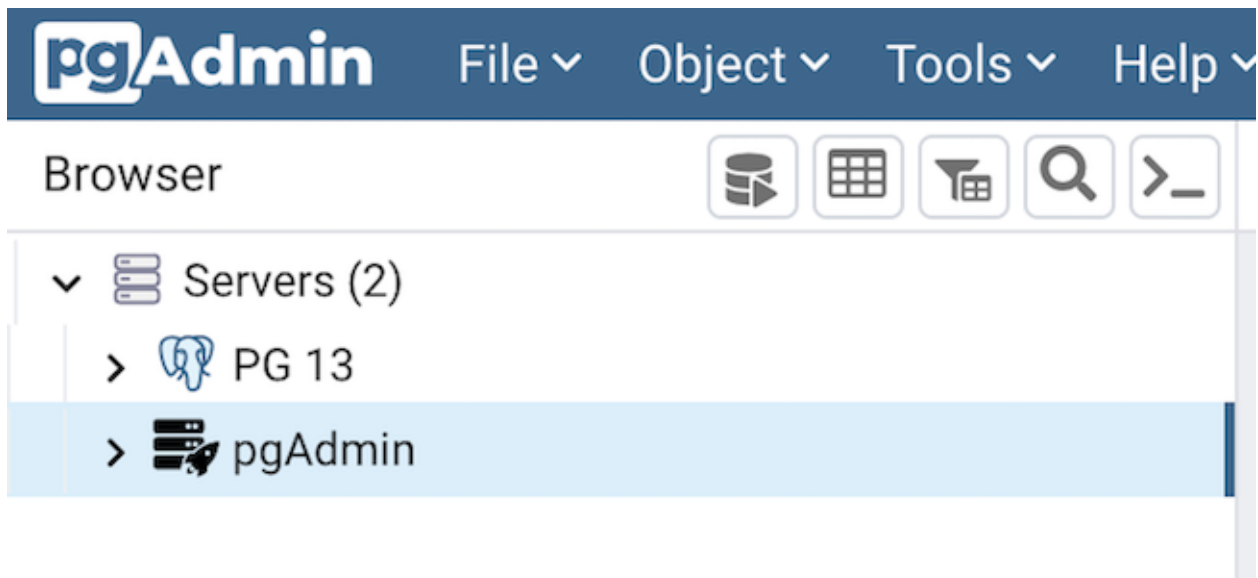 pgAdmin File Object Tools Help
Browser
Servers (2)
PG 13
pgAdmin